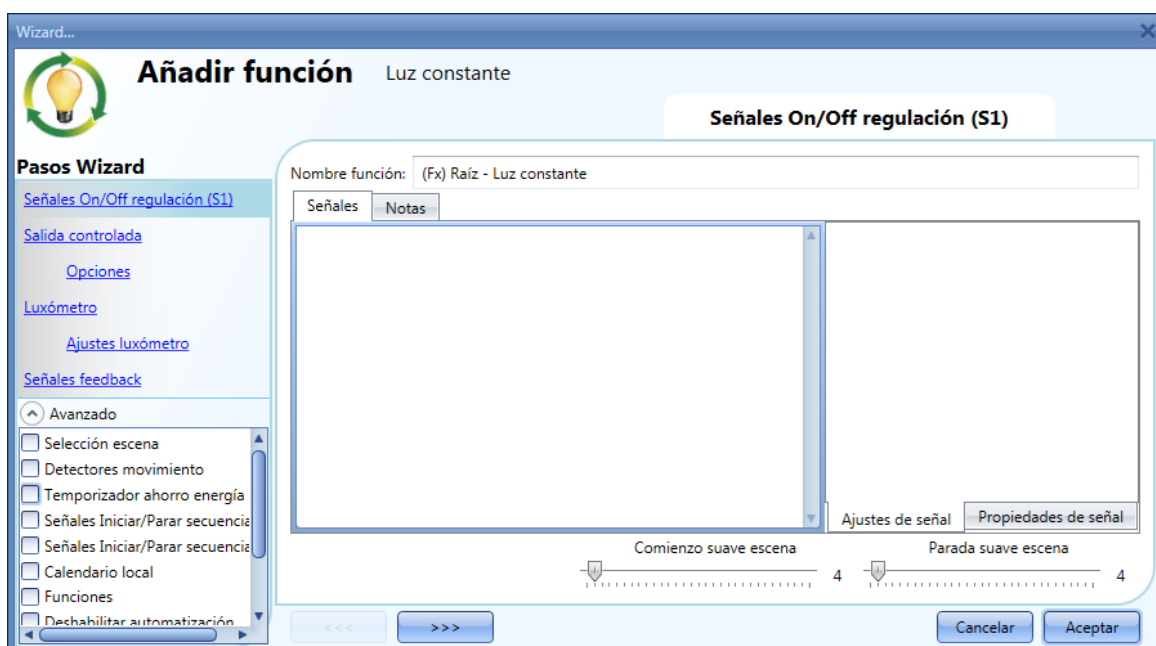 Wizard...
Añadir función Luz constante
Señales On/Off regulación (S1)
Pasos Wizard
Señales On/Off regulación (S1)
Salida controlada
Opciones
Luxómetro
Ajustes luxómetro
Señales feedback
Avanzado
Selección escena
Detectores movimiento
Temporizador ahorro energía
Señales Iniciar/Parar secuencia
Señales Iniciar/Parar secuencia
Calendario local
Funciones
Deshabilitar automatización
Nombre función: (Fx) Raíz - Luz constante
Señales Notas
Ajustes de señal Propiedades de señal
Comienzo suave escena Parada suave escena
4 4
<<< >>> Cancelar Aceptar